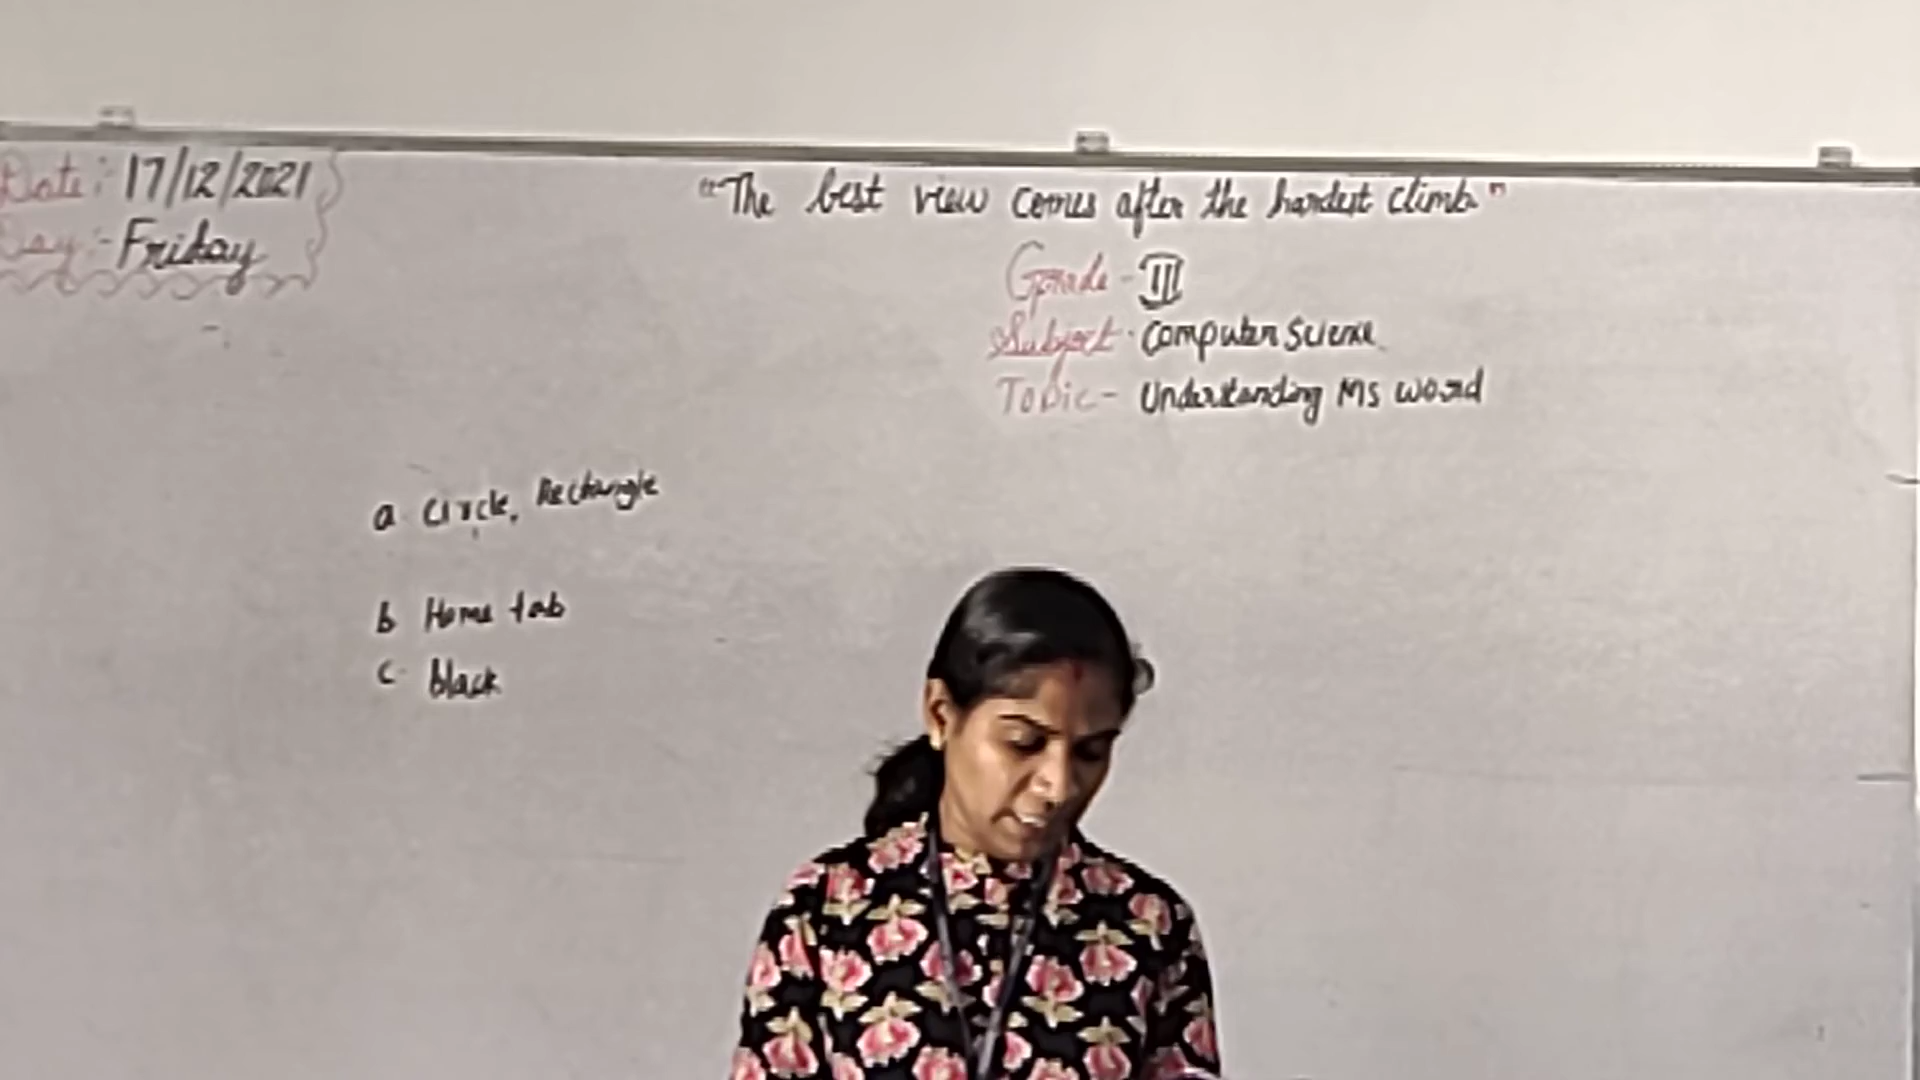 Date:- 17/12/2021
Day:- Friday
"The best view comes after the hardest climb."
Grade - III
Subject - Computer Science
Topic - Understanding MS Word
a. Circle, Rectangle
b Home tab
c. black